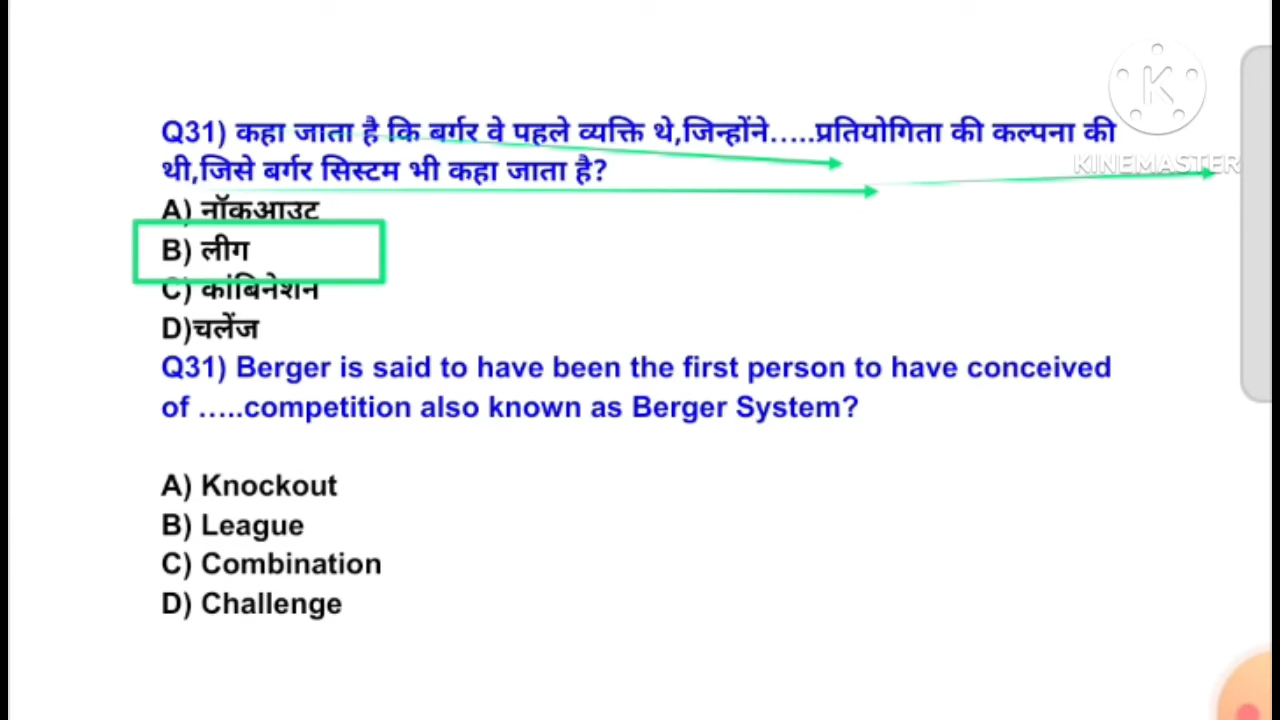 Q31) कहा जाता है कि बर्गर वे पहले व्यक्ति थे,जिन्होंने.....प्रतियोगिता की कल्पना की
थी,जिसे बर्गर सिस्टम भी कहा जाता है?
A) नॉकआउट
B) लीग
C) कांबिनेशन
D)चलेंज
Q31) Berger is said to have been the first person to have conceived
of .....competition also known as Berger System?
A) Knockout
B) League
C) Combination
D) Challenge
K
KINEMASTER